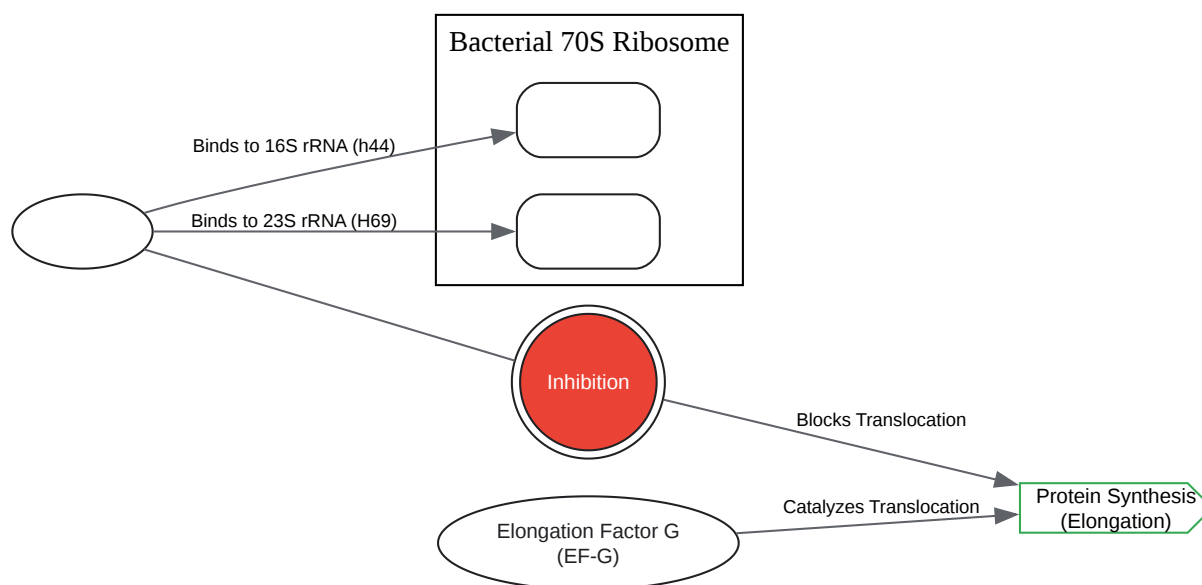 Bacterial 70S Ribosome
Binds to 16S rRNA (h44)
Binds to 23S rRNA (H69)
Inhibition
Blocks Translocation
Catalyzes Translocation
Elongation Factor G
(EF-G)
Protein Synthesis
(Elongation)